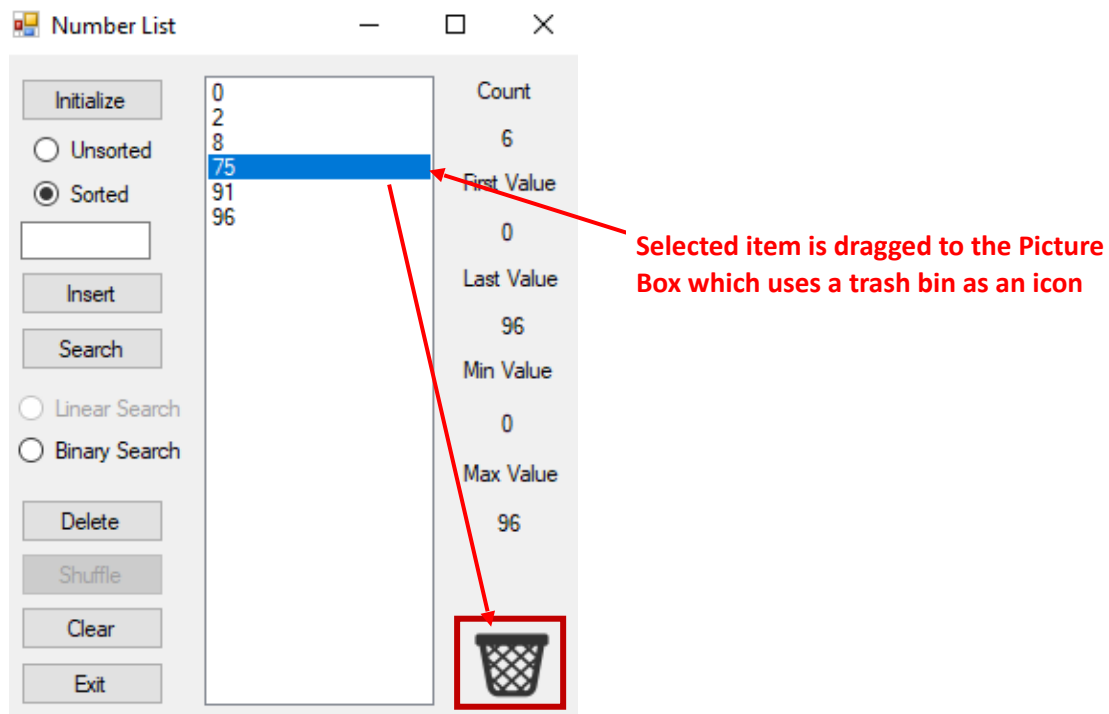 Number List
Initialize
Unsorted
Sorted
Insert
Search
Linear Search
Binary Search
Delete
Shuffle
Clear
Exit
0
2
8
75
91
96
Count
6
First Value
0
Last Value
96
Min Value
0
Max Value
96
Selected item is dragged to the Picture
Box which uses a trash bin as an icon